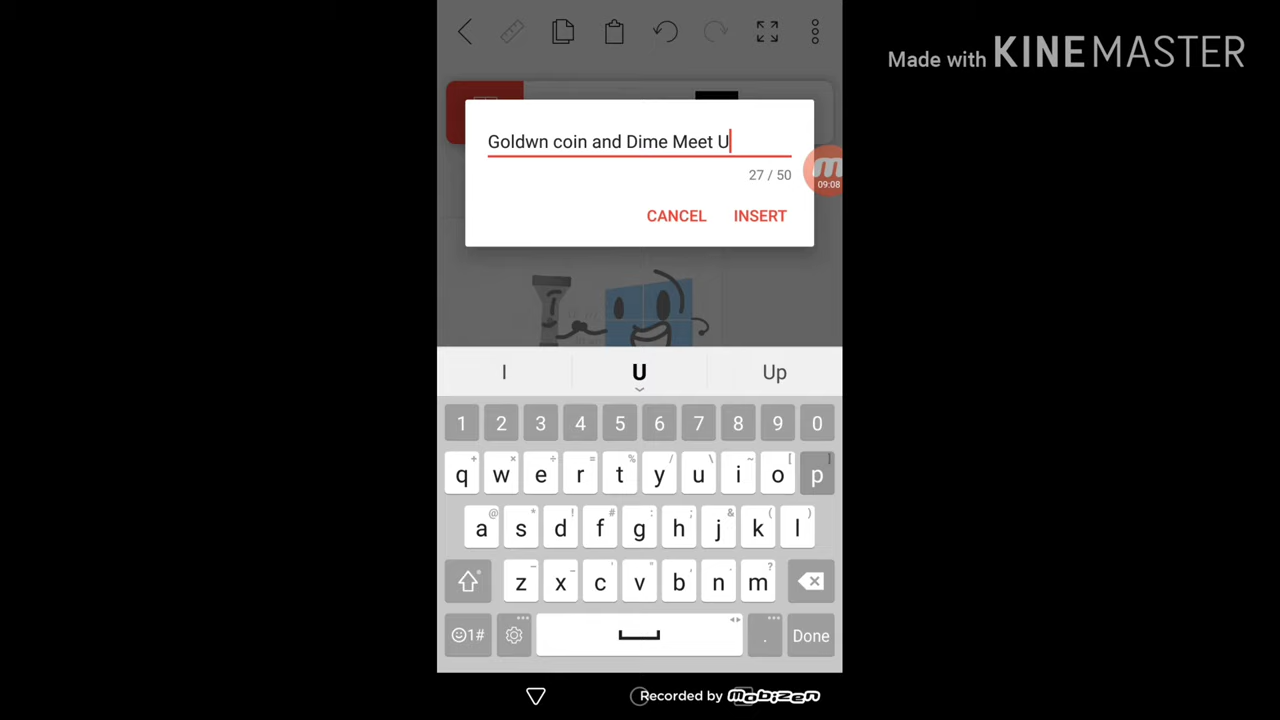 Made with KINEMASTER
Goldwn coin and Dime Meet U
27 / 50
09:08
CANCEL INSERT
I U Up
1 2 3 4 5 6 7 8 9 0
q w e r t y u i o p
+ × ÷ = % / \ ~ [ ]
a s d f g h j k l
@ * ! # : ; & ( )
z x c v b n m
1#
. Done
Recorded by mobizen